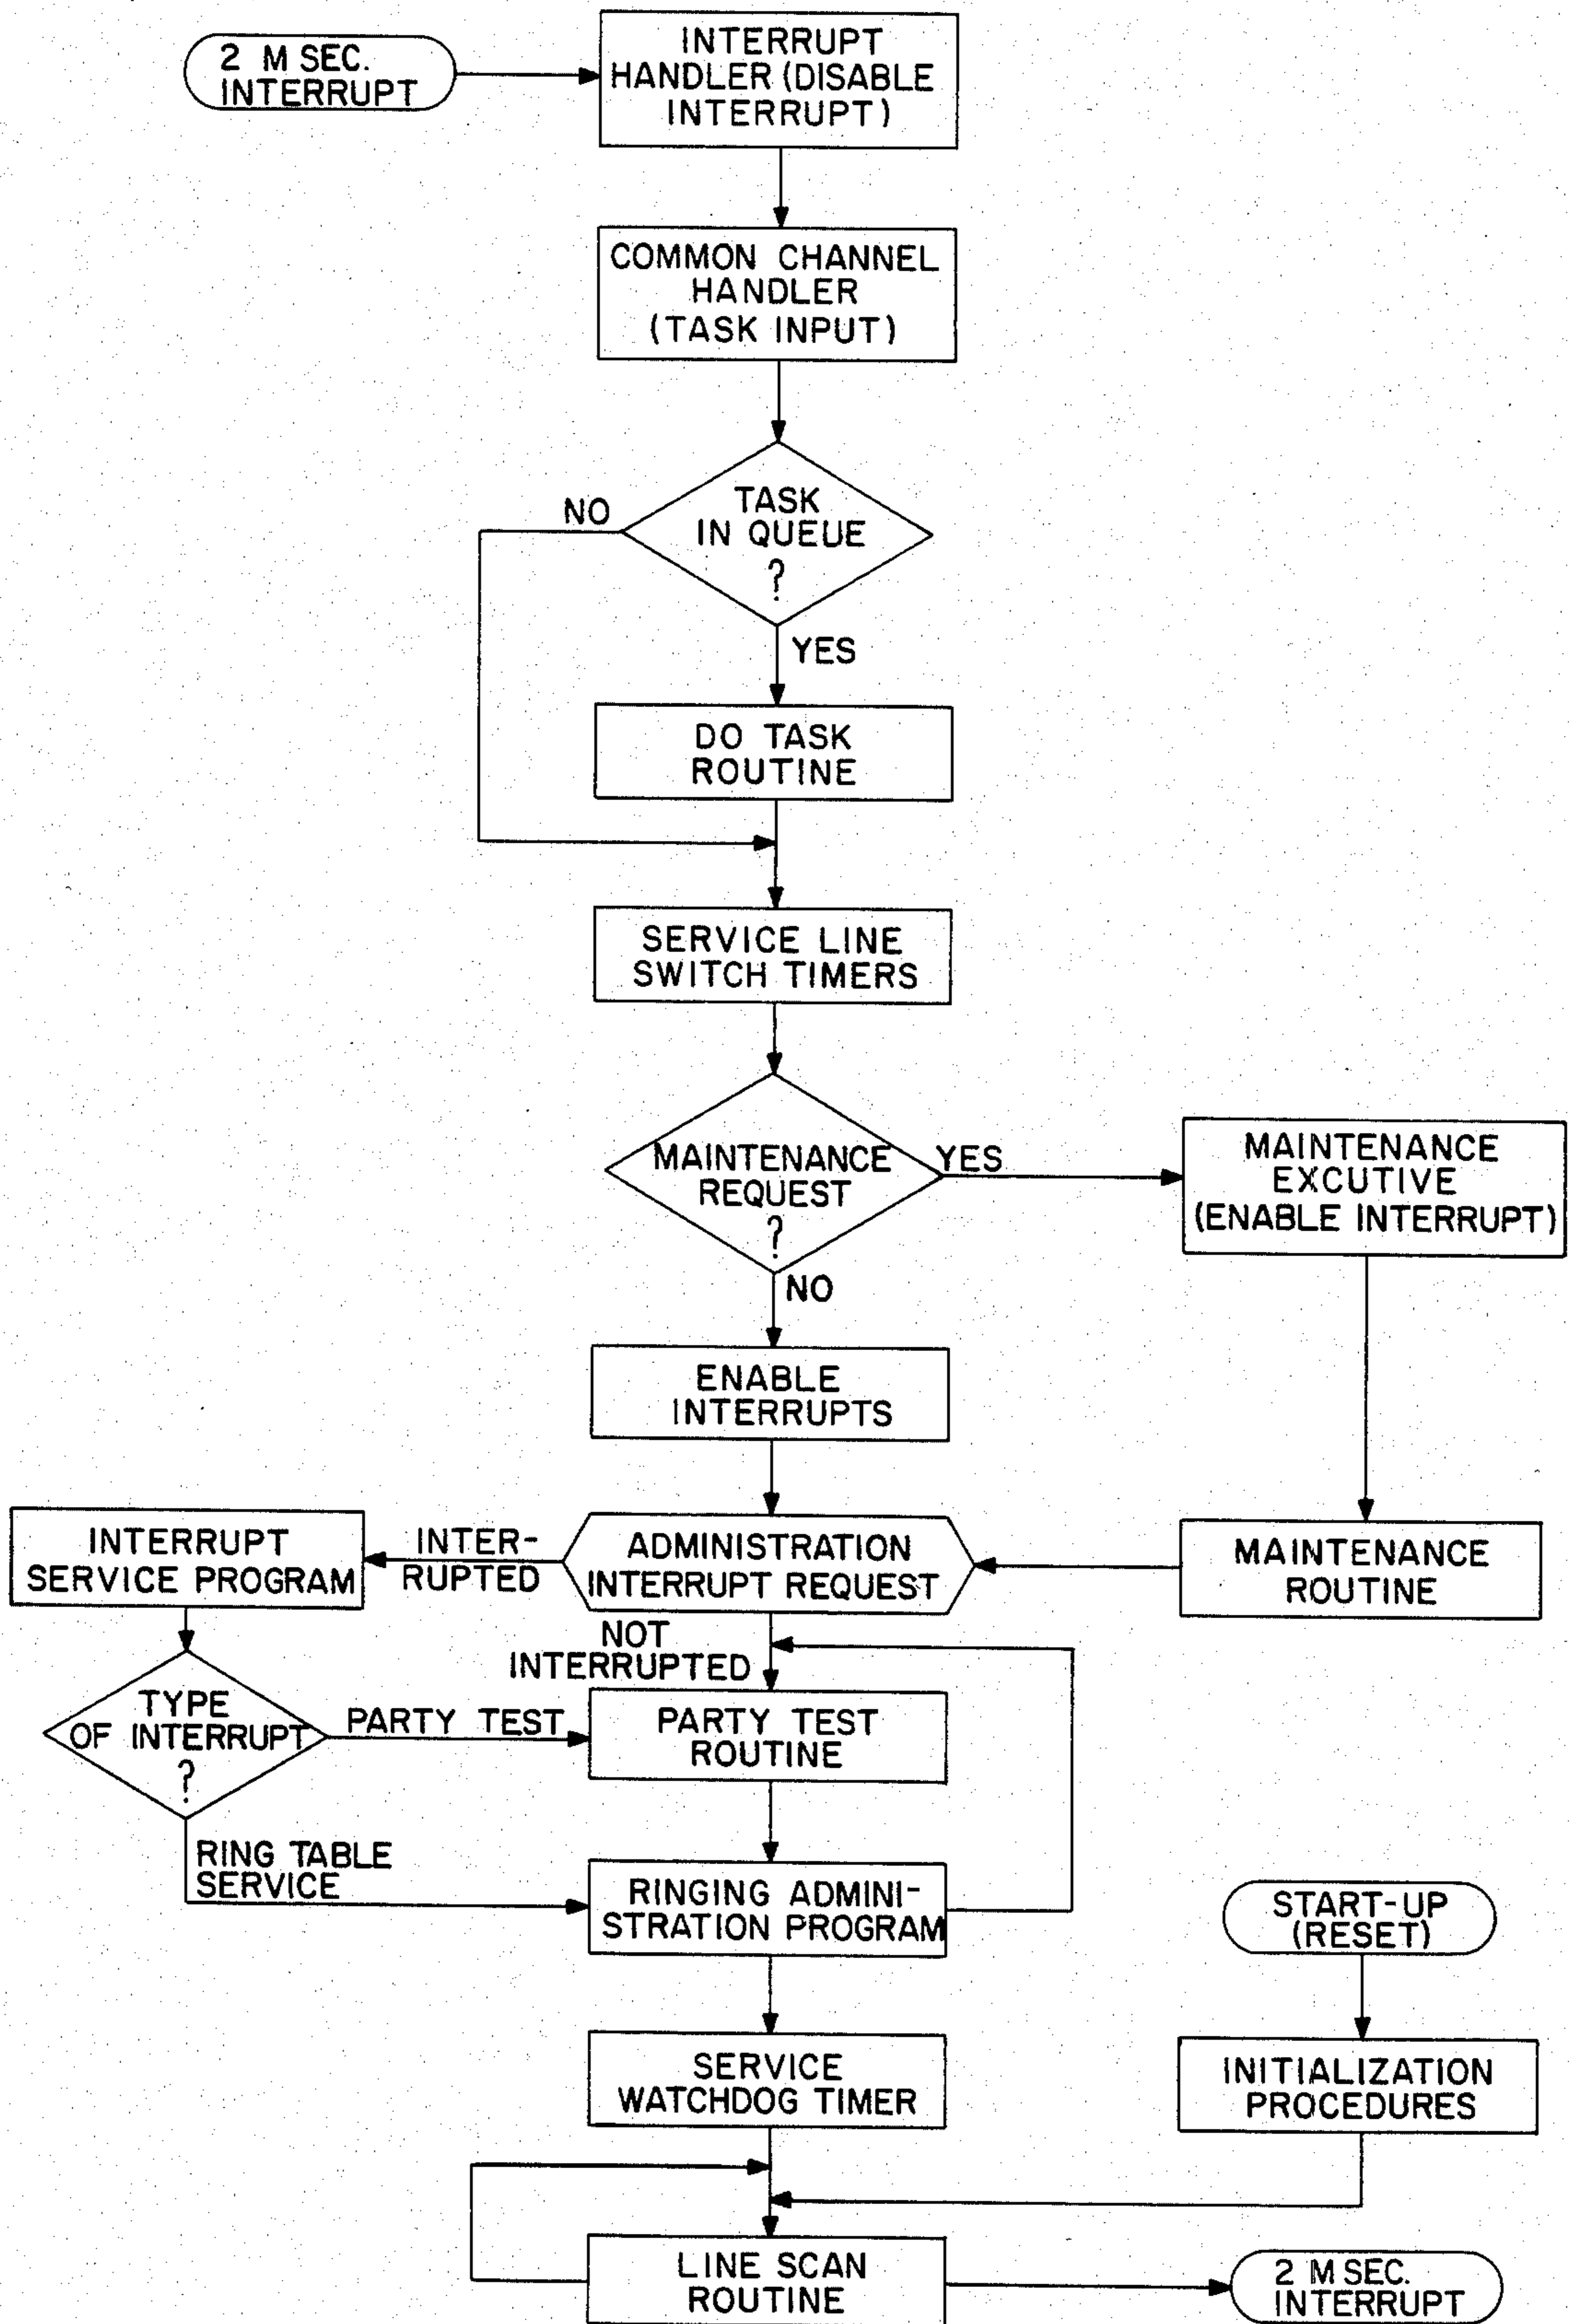 2 M SEC.
INTERRUPT
INTERRUPT
HANDLER (DISABLE
INTERRUPT)
COMMON CHANNEL
HANDLER
(TASK INPUT)
TASK
IN QUEUE
?
NO
YES
DO TASK
ROUTINE
SERVICE LINE
SWITCH TIMERS
MAINTENANCE
REQUEST
?
YES
NO
MAINTENANCE
EXCUTIVE
(ENABLE INTERRUPT)
ENABLE
INTERRUPTS
INTERRUPT
SERVICE PROGRAM
INTER-
RUPTED
ADMINISTRATION
INTERRUPT REQUEST
MAINTENANCE
ROUTINE
NOT
INTERRUPTED
TYPE
OF INTERRUPT
?
PARTY TEST
PARTY TEST
ROUTINE
RING TABLE
SERVICE
RINGING ADMINI-
STRATION PROGRAM
START-UP
(RESET)
SERVICE
WATCHDOG TIMER
INITIALIZATION
PROCEDURES
LINE SCAN
ROUTINE
2 M SEC.
INTERRUPT